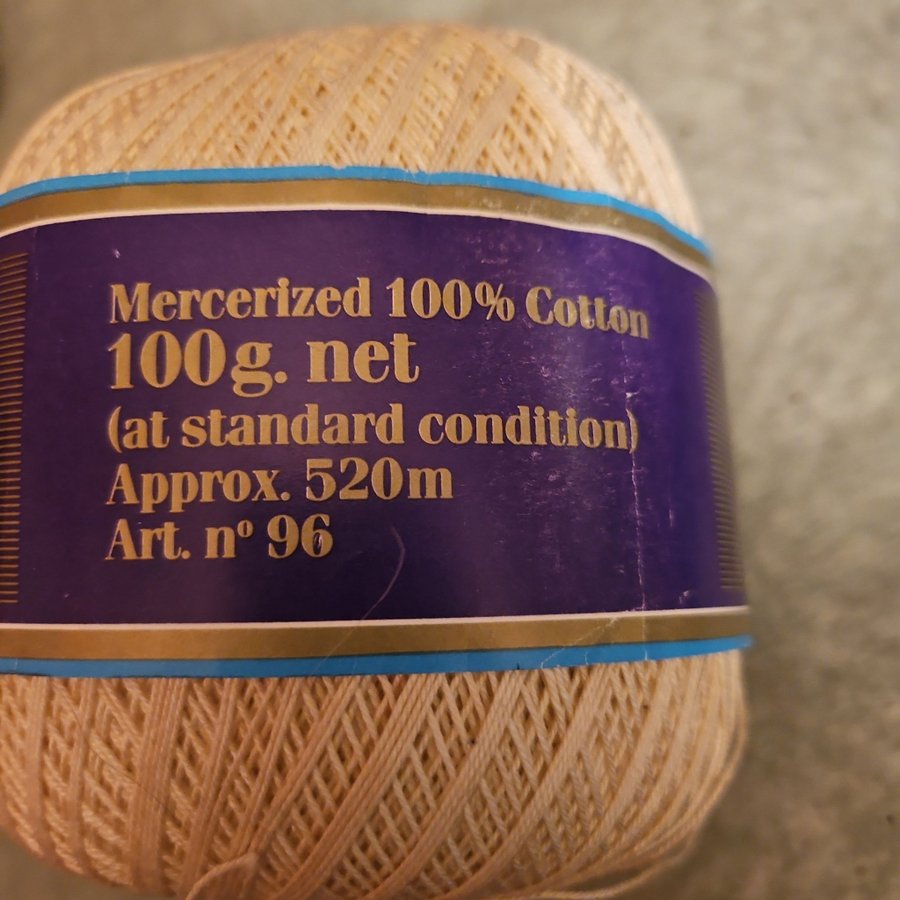 Mercerized 100% Cotton
100g. net
(at standard condition)
Approx. 520m
Art. nº 96